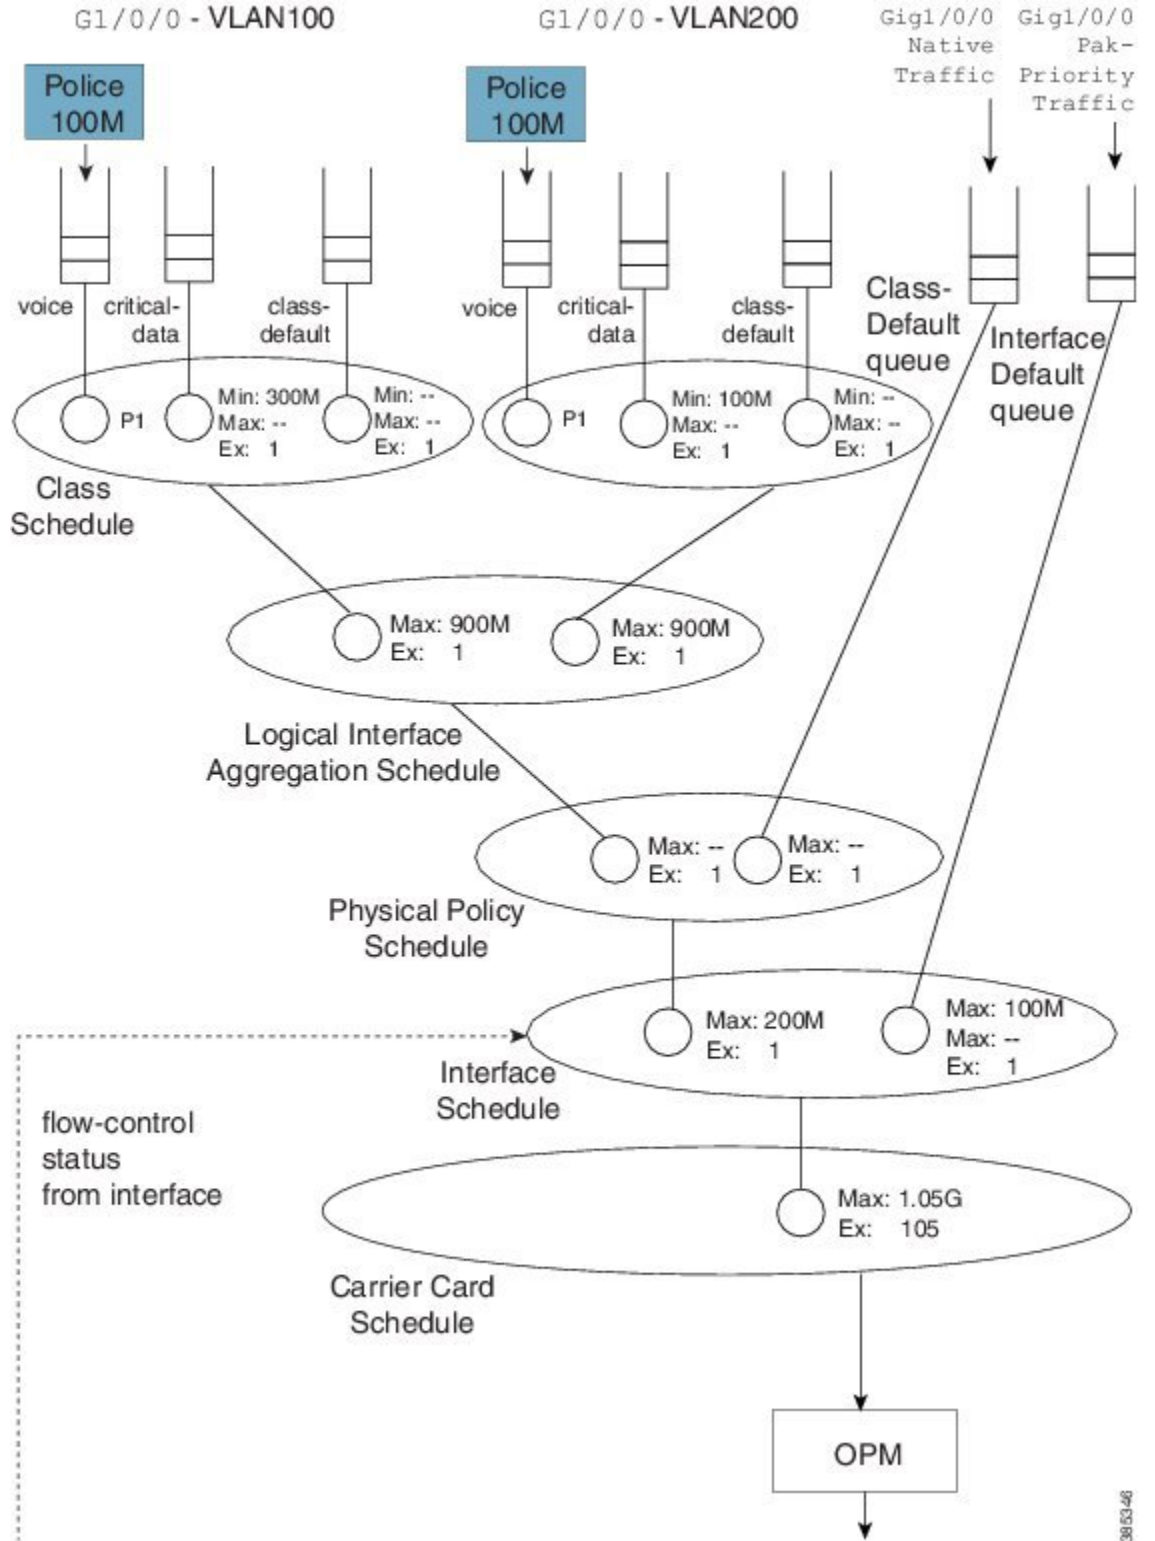 G1/0/0 - VLAN100
G1/0/0 - VLAN200
Gig1/0/0
Native
Traffic
Gig1/0/0
Pak-
Priority
Traffic
Police
100M
Police
100M
voice
critical-
data
class-
default
voice
critical-
data
class-
default
Class-
Default
queue
Interface
Default
queue
P1
Min: 300M
Max: --
Ex: 1
Min: --
Max: --
Ex: 1
P1
Min: 100M
Max: --
Ex: 1
Min: --
Max: --
Ex: 1
Class
Schedule
Max: 900M
Ex: 1
Max: 900M
Ex: 1
Logical Interface
Aggregation Schedule
Max: --
Ex: 1
Max: --
Ex: 1
Physical Policy
Schedule
Max: 200M
Ex: 1
Max: 100M
Max: --
Ex: 1
Interface
Schedule
flow-control
status
from interface
Max: 1.05G
Ex: 105
Carrier Card
Schedule
OPM
385346